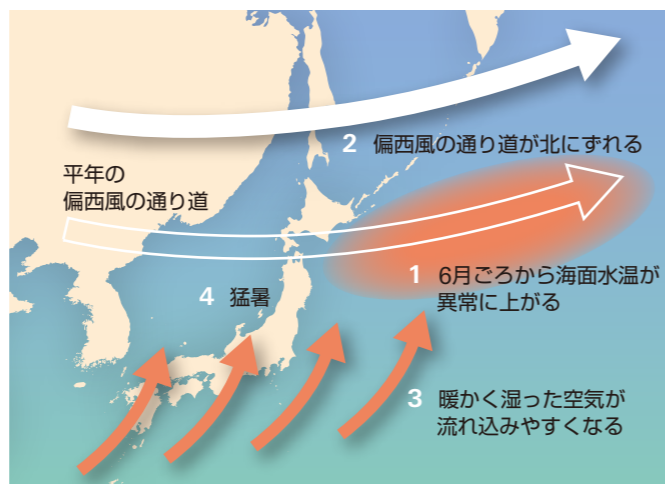 2 偏西風の通り道が北にずれる
平年の
偏西風の通り道
1 6月ごろから海面水温が
異常に上がる
4 猛暑
3 暖かく湿った空気が
流れ込みやすくなる